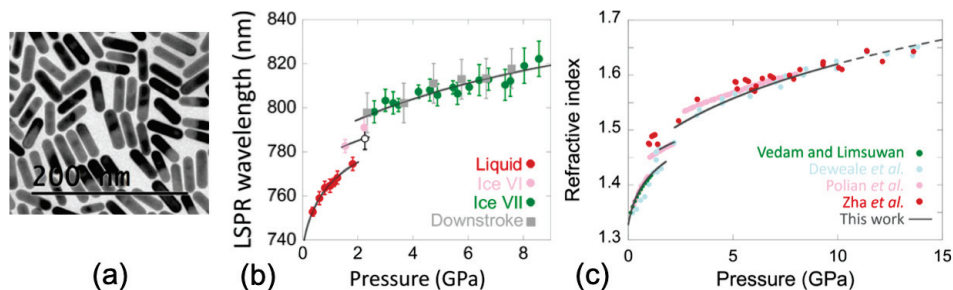 200 nm
(a)
LSPR wavelength (nm)
840
820
800
780
760
740
0
2
4
6
8
Pressure (GPa)
Liquid
Ice VI
Ice VII
Downstroke
(b)
Refractive index
1.7
1.6
1.5
1.4
1.3
0
5
10
15
Pressure (GPa)
Vedam and Limsuwan
Deweale et al.
Polian et al.
Zha et al.
This work
(c)